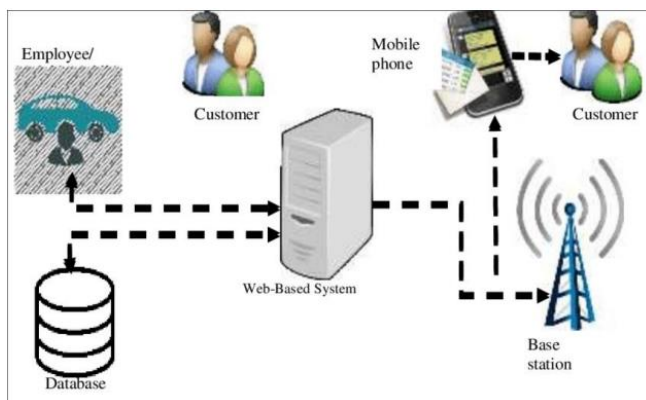 Employee/
Customer
Mobile
phone
Customer
Web-Based System
Database
Base
station